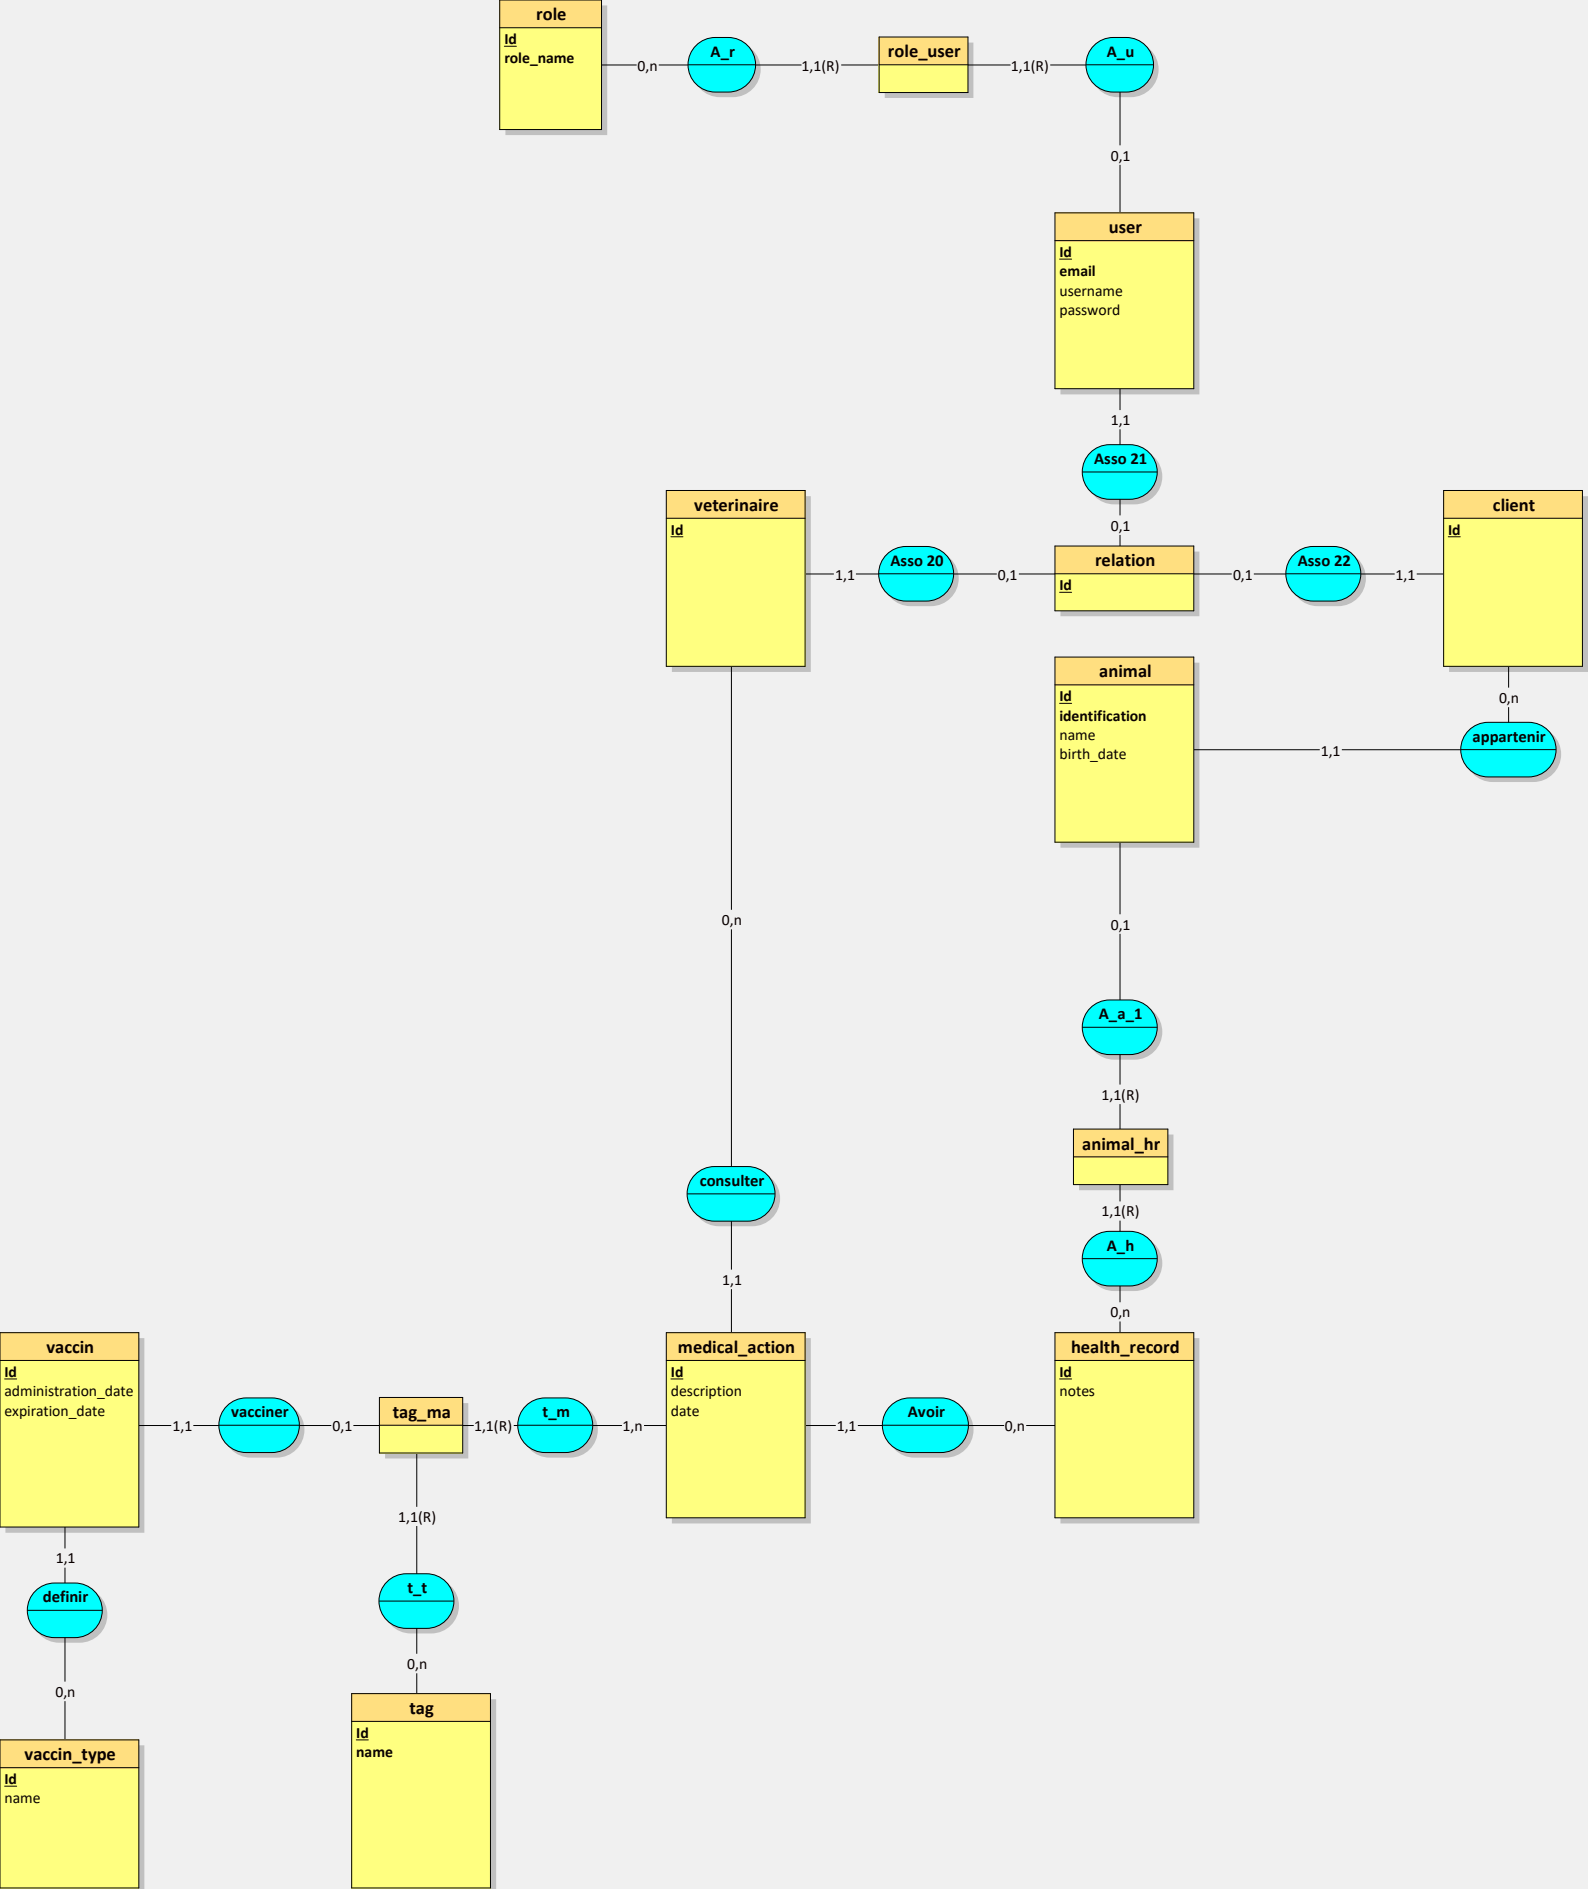 role
Id
role_name
0,n
A_r
1,1(R)
role_user
1,1(R)
A_u
0,1
user
Id
email
username
password
1,1
Asso 21
0,1
veterinaire
Id
1,1
Asso 20
0,1
relation
Id
0,1
Asso 22
1,1
client
Id
0,n
appartenir
1,1
animal
Id
identification
name
birth_date
0,n
0,1
A_a_1
1,1(R)
animal_hr
1,1(R)
A_h
0,n
consulter
1,1
vaccin
Id
administration_date
expiration_date
1,1
vacciner
0,1
tag_ma
1,1(R)
t_m
1,n
medical_action
Id
description
date
1,1
Avoir
0,n
health_record
Id
notes
1,1
definir
0,n
1,1(R)
t_t
0,n
vaccin_type
Id
name
tag
Id
name